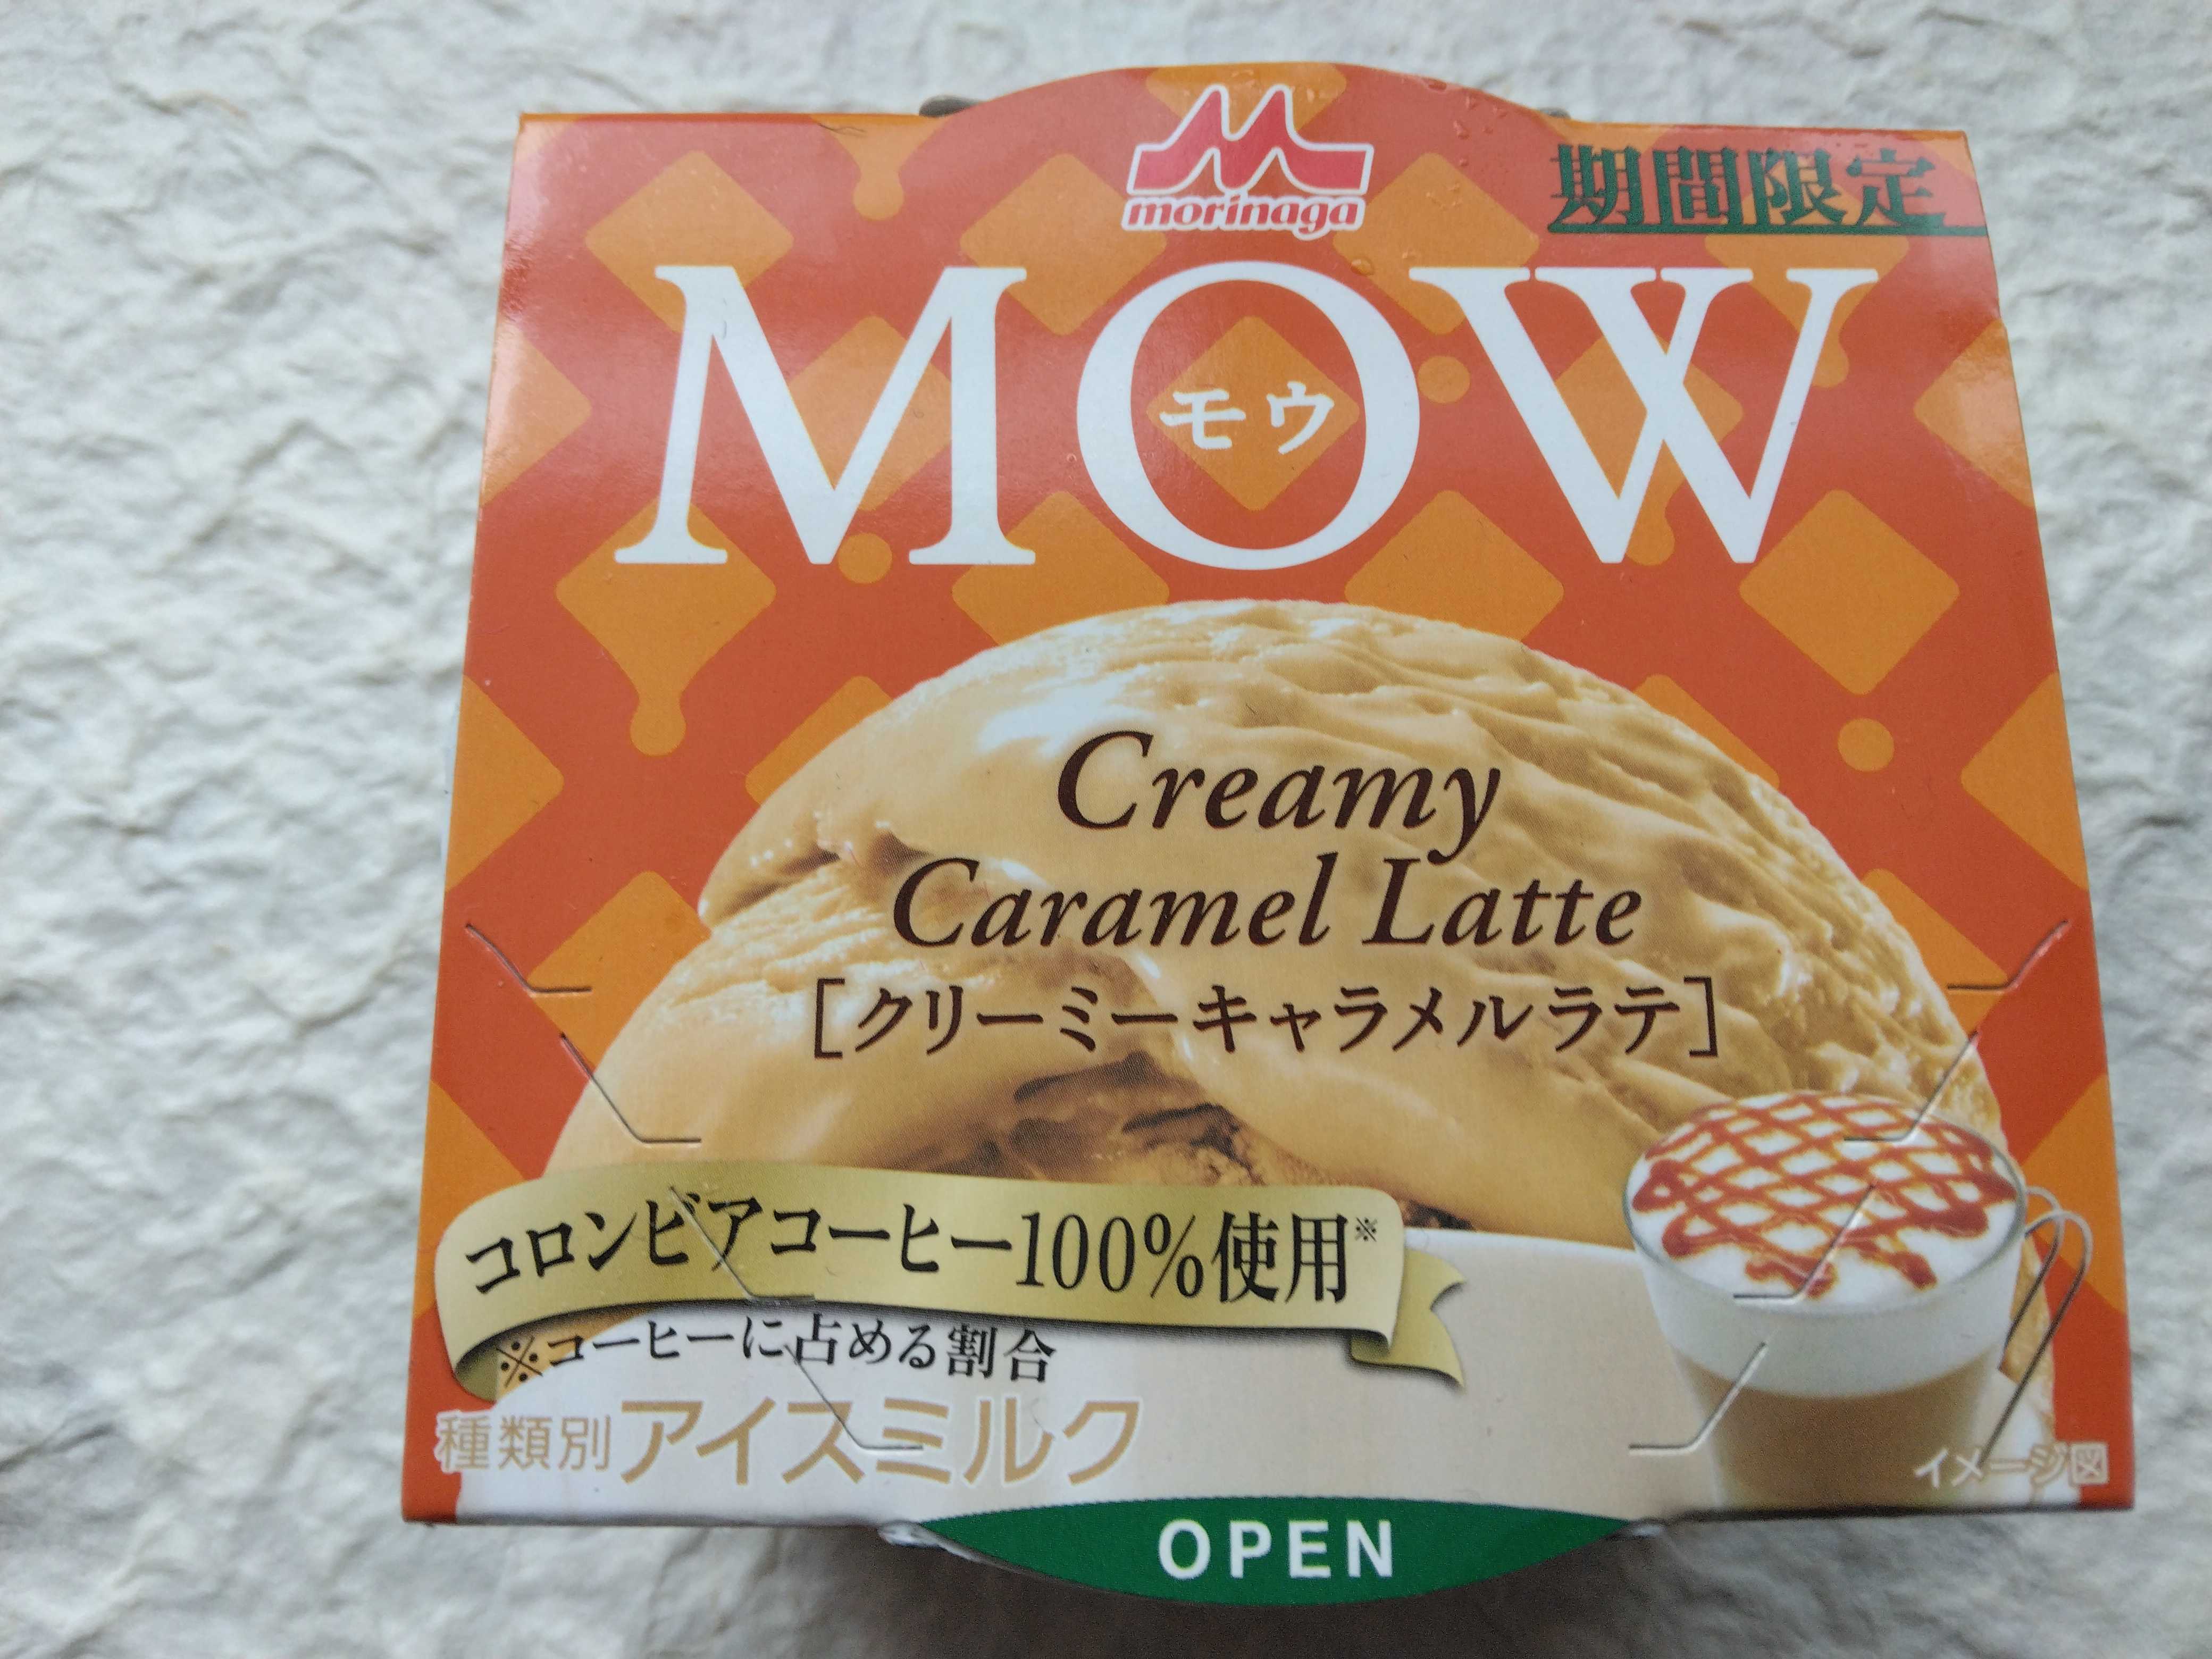 morinaga
期間限定
MOW
モウ
Creamy
Caramel Latte
[クリーミーキャラメルラテ]
コロンビアコーヒー100%使用※
※コーヒーに占める割合
種類別アイスミルク
イメージ図
OPEN